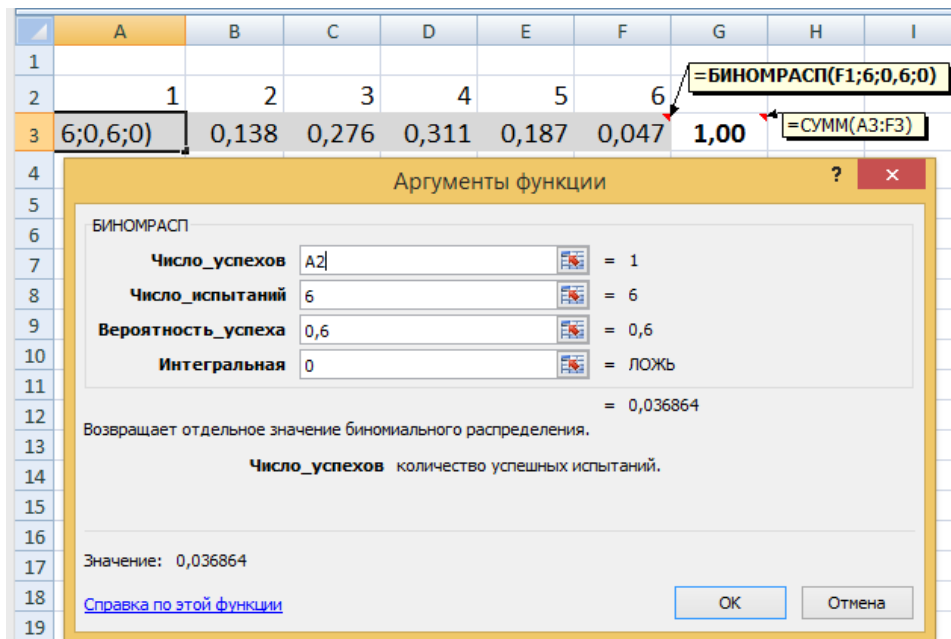 A B C D E F G H I
1 =БИНОМРАСП(F1;6;0,6;0)
2 1 2 3 4 5 6
3 6;0,6;0) 0,138 0,276 0,311 0,187 0,047 1,00 =СУММ(A3:F3)
4 Аргументы функции ? ×
5
6 БИНОМРАСП
7 Число_успехов A2 = 1
8 Число_испытаний 6 = 6
9 Вероятность_успеха 0,6 = 0,6
10 Интегральная 0 = ЛОЖЬ
11
12 = 0,036864
13 Возвращает отдельное значение биномиального распределения.
14 Число_успехов количество успешных испытаний.
15
16
17 Значение: 0,036864
18 Справка по этой функции ОК Отмена
19